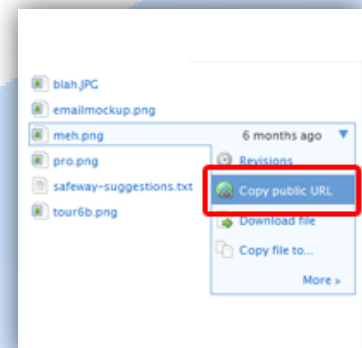 blah.JPG
emailmockup.png
meh.png 6 months ago
pro.png
safeway-suggestions.txt
tour6b.png
Revisions
Copy public URL
Download file
Copy file to...
More »